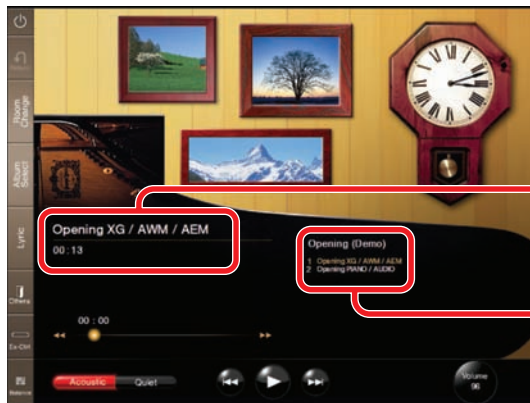 Room
Change
Album
Select
Lyric
Others
Ex-Ctrl
Balance
Opening XG / AWM / AEM
00:13
Opening (Demo)
1 Opening XG / AWM / AEM
2 Opening PIANO / AUDIO
00 : 00
Acoustic
Quiet
Volume
96